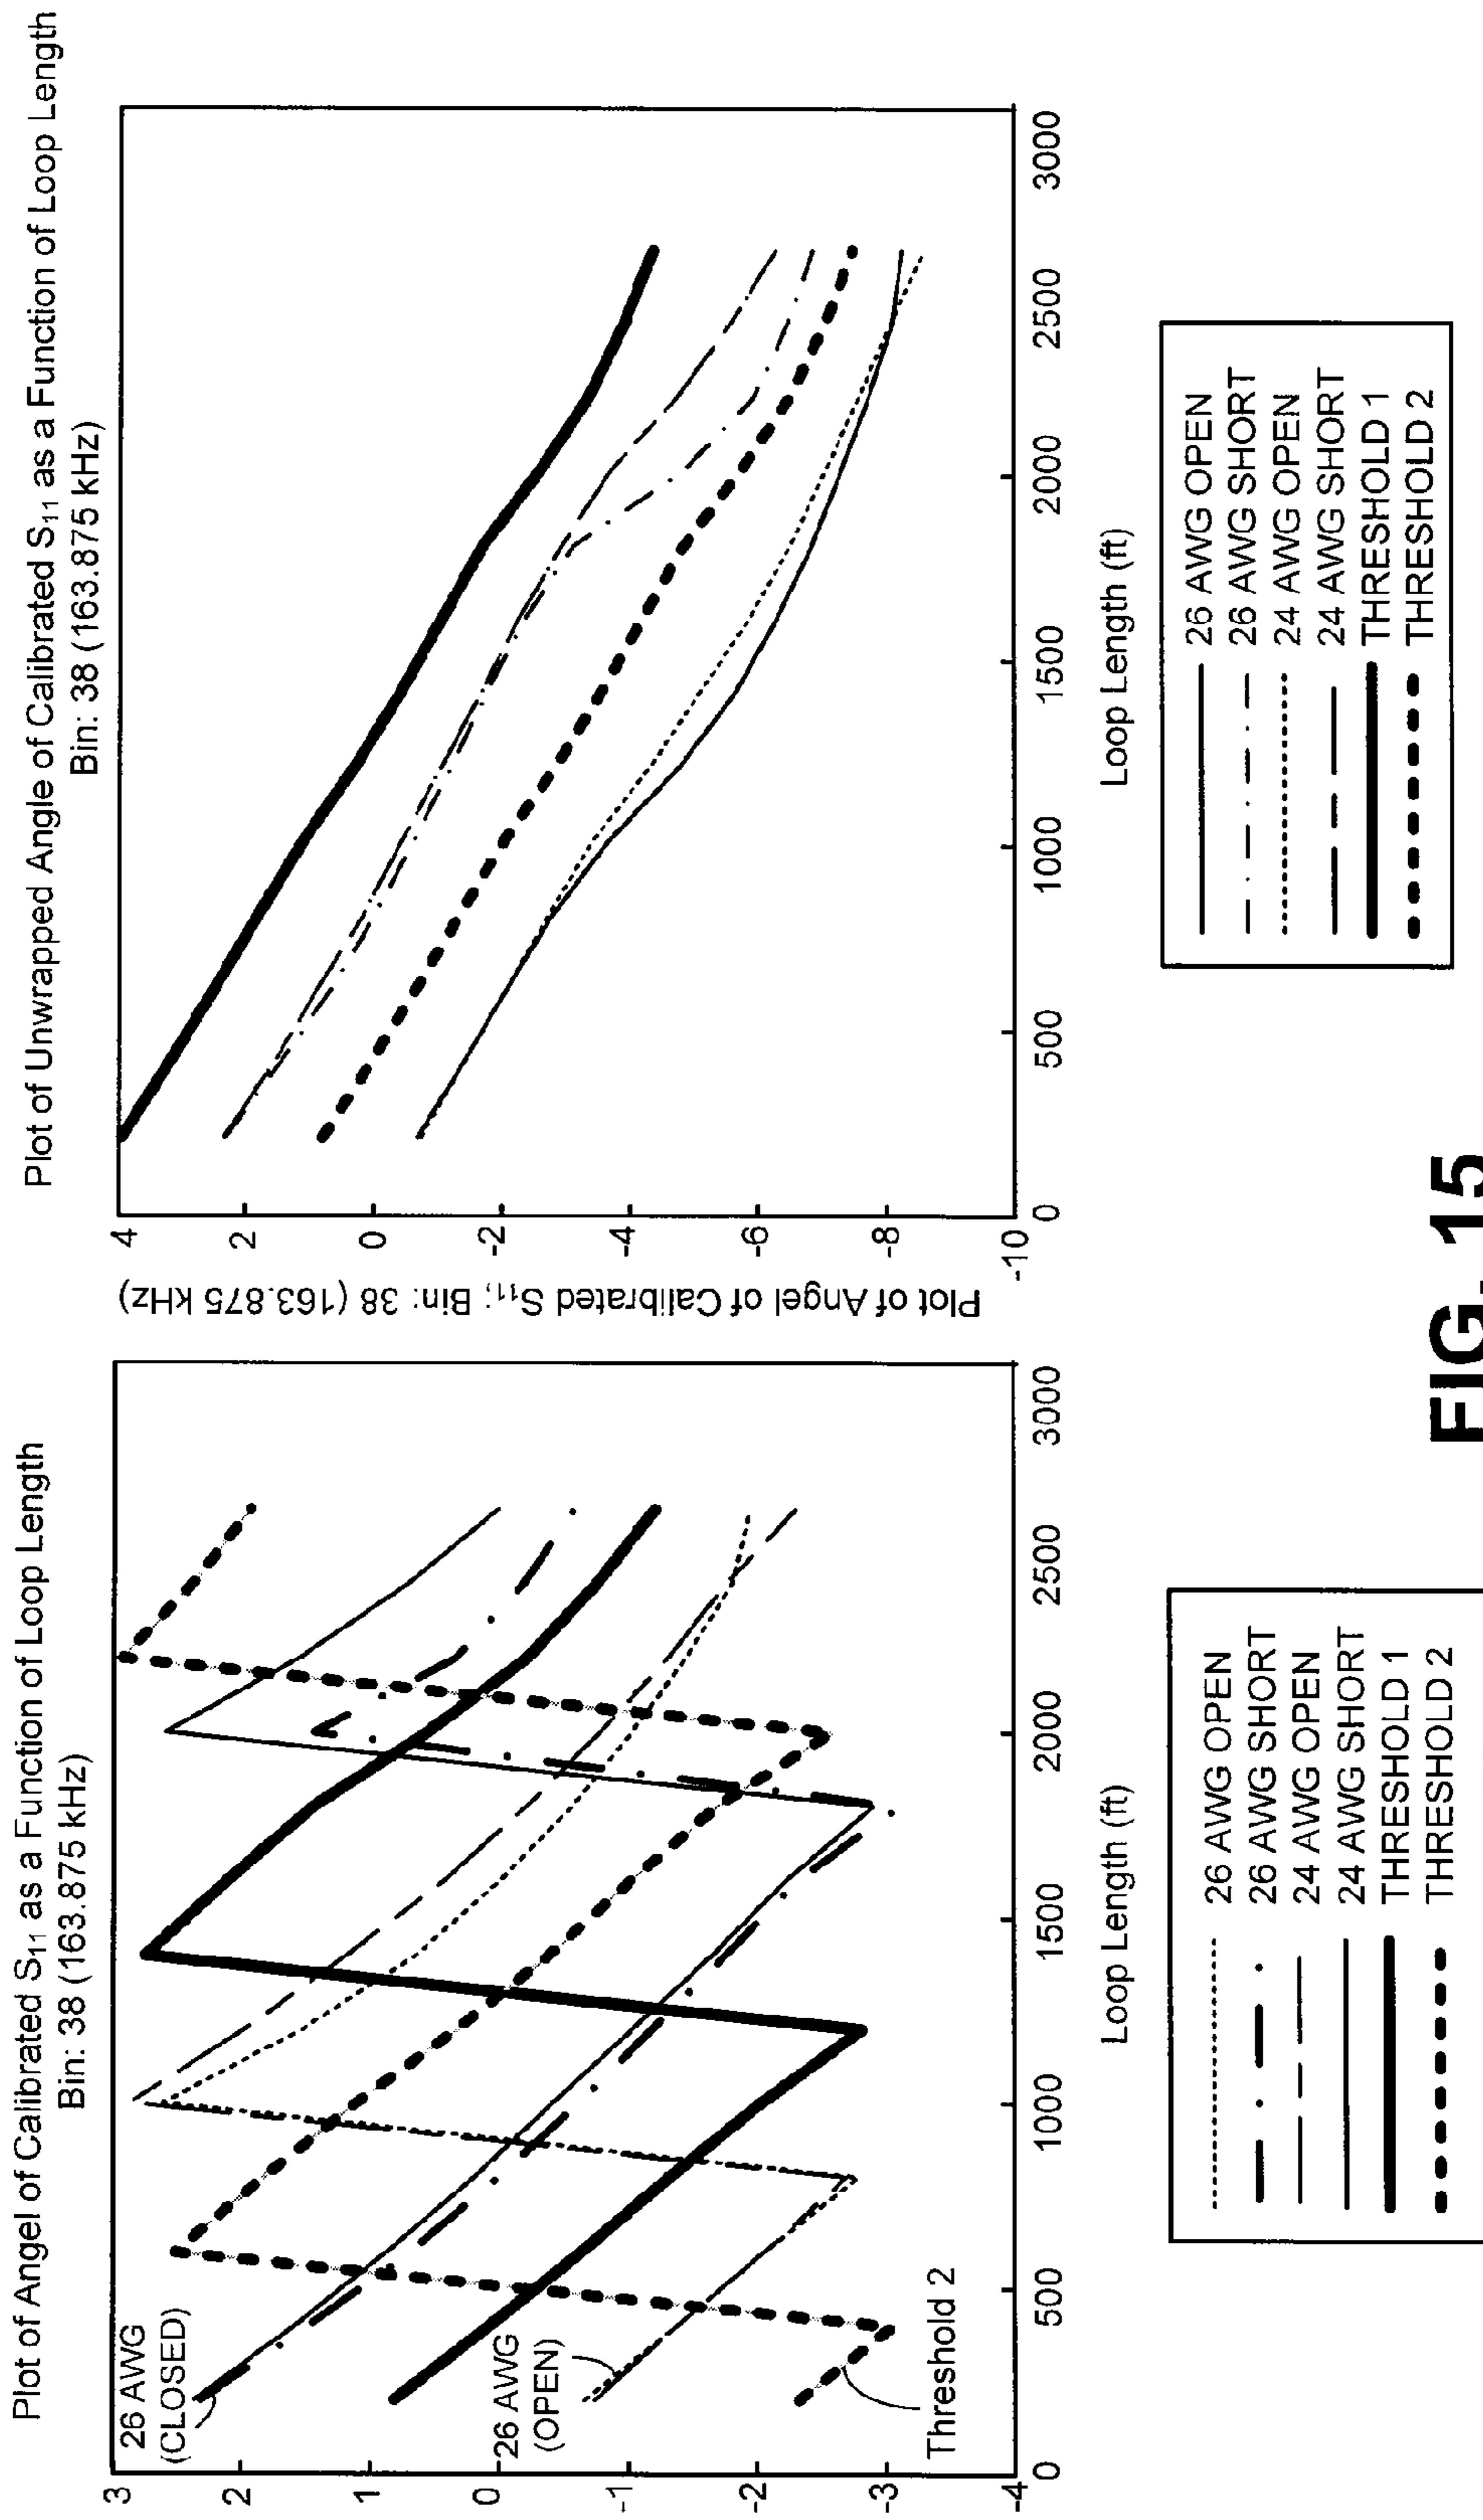 Plot of Angel of Calibrated S₁₁ as a Function of Loop Length
Bin: 38 (163.875 kHz)
3
2
1
0
-1
-2
-3
-4
26 AWG
(CLOSED)
26 AWG
(OPEN)
Threshold 2
0
500
1000
1500
2000
2500
3000
Loop Length (ft)
26 AWG OPEN
26 AWG SHORT
24 AWG OPEN
24 AWG SHORT
THRESHOLD 1
THRESHOLD 2
Plot of Unwrapped Angle of Calibrated S₁₁ as a Function of Loop Length
Bin: 38 (163.875 kHz)
Plot of Angel of Calibrated S₁₁; Bin: 38 (163.875 kHz)
4
2
0
-2
-4
-6
-8
-10
0
500
1000
1500
2000
2500
3000
Loop Length (ft)
26 AWG OPEN
26 AWG SHORT
24 AWG OPEN
24 AWG SHORT
THRESHOLD 1
THRESHOLD 2
FIG. 15